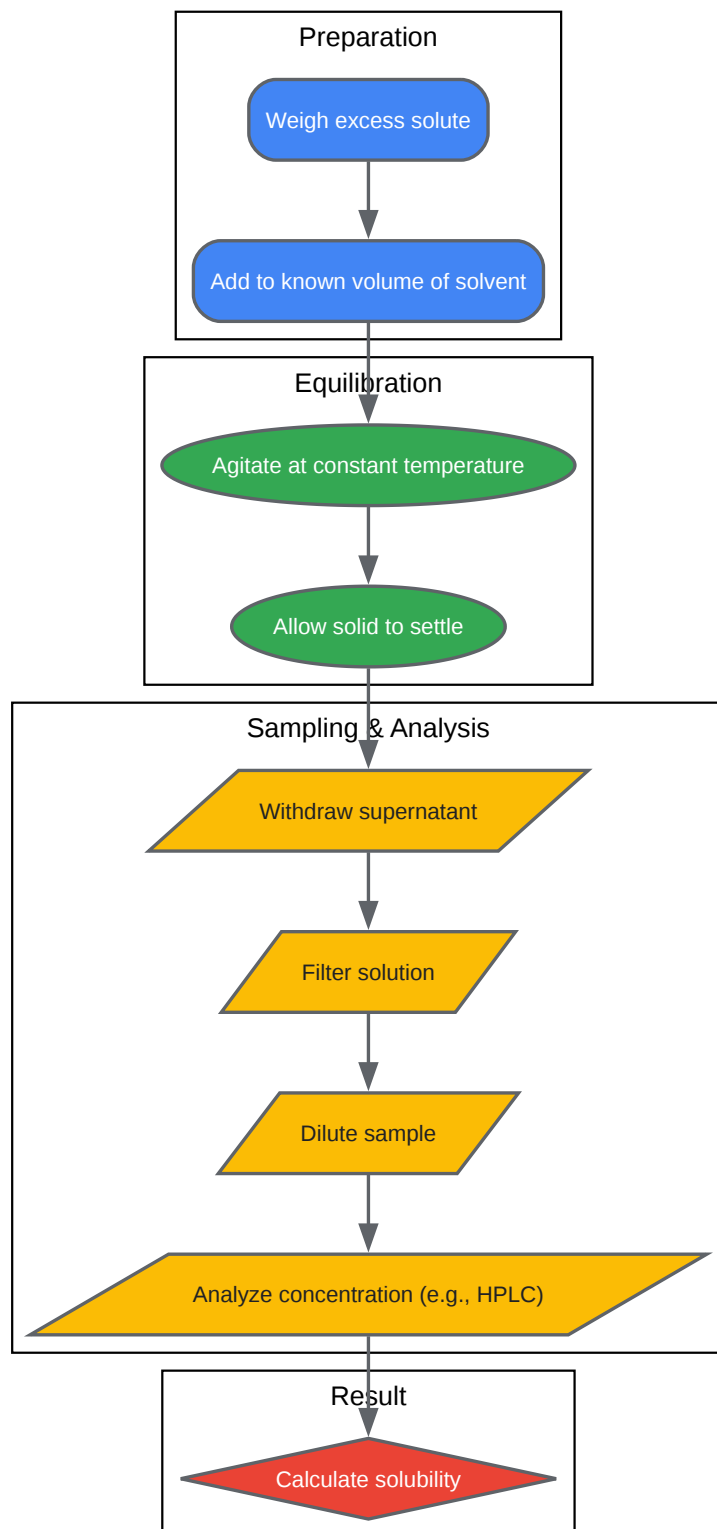 Preparation
Weigh excess solute
Add to known volume of solvent
Equilibration
Agitate at constant temperature
Allow solid to settle
Sampling & Analysis
Withdraw supernatant
Filter solution
Dilute sample
Analyze concentration (e.g., HPLC)
Result
Calculate solubility